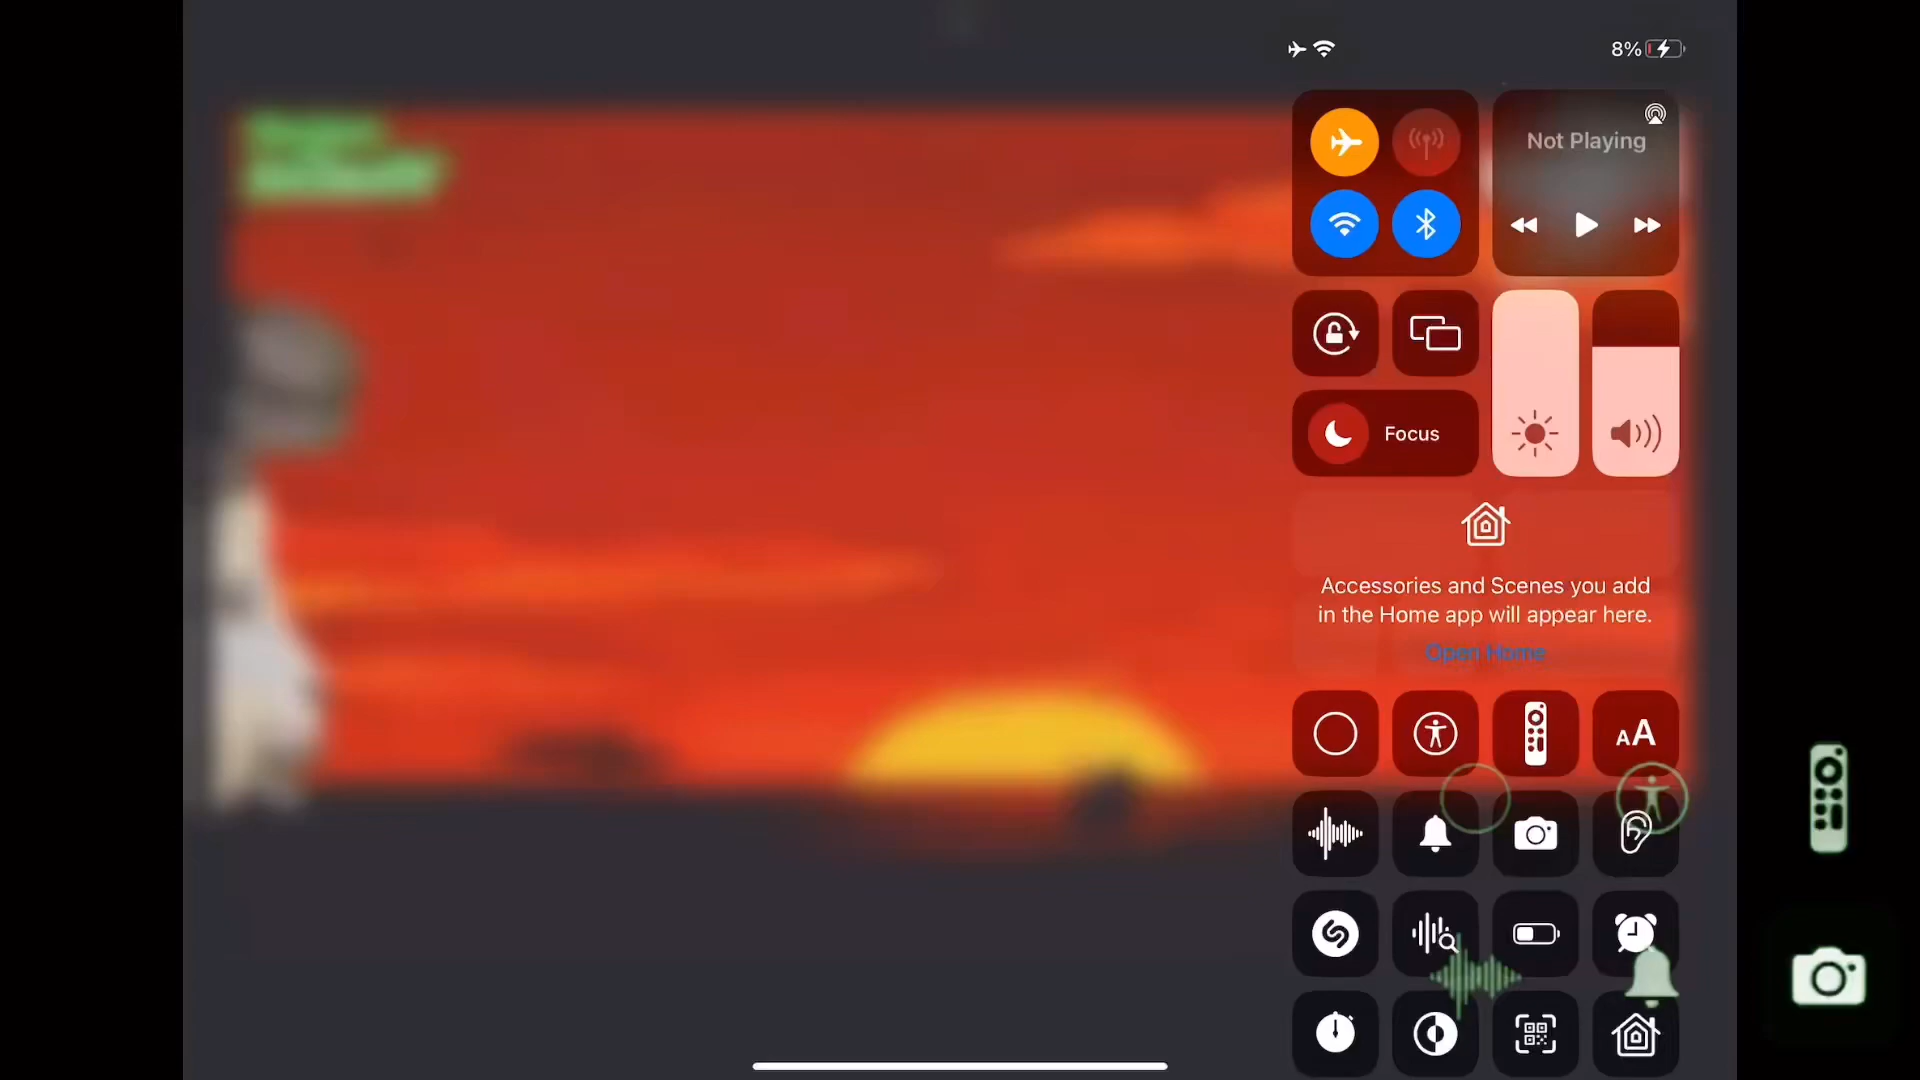 8%
Not Playing
Focus
Accessories and Scenes you add
in the Home app will appear here.
Open Home
AA